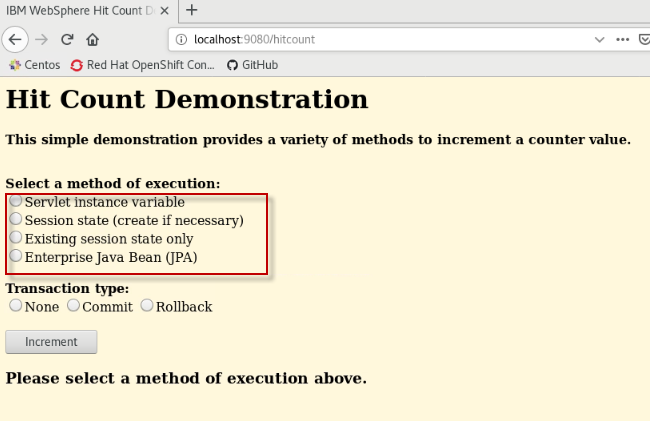 IBM WebSphere Hit Count D
localhost:9080/hitcount
Centos Red Hat OpenShift Con... GitHub
Hit Count Demonstration
This simple demonstration provides a variety of methods to increment a counter value.
Select a method of execution:
Servlet instance variable
Session state (create if necessary)
Existing session state only
Enterprise Java Bean (JPA)
Transaction type:
None Commit Rollback
Increment
Please select a method of execution above.